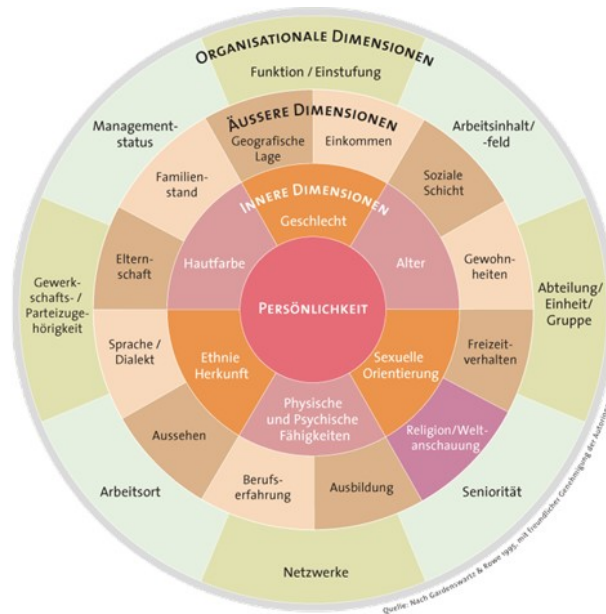 ORGANISATIONALE DIMENSIONEN
Funktion / Einstufung
Arbeitsinhalt/
-feld
Abteilung/
Einheit/
Gruppe
Seniorität
Netzwerke
Arbeitsort
Gewerk-
schafts- /
Parteizuge-
hörigkeit
Management-
status
ÄUSSERE DIMENSIONEN
Geografische
Lage
Einkommen
Soziale
Schicht
Gewohn-
heiten
Freizeit-
verhalten
Religion/Welt-
anschauung
Ausbildung
Berufs-
erfahrung
Aussehen
Sprache /
Dialekt
Eltern-
schaft
Familien-
stand
INNERE DIMENSIONEN
Geschlecht
Alter
Sexuelle
Orientierung
Physische
und Psychische
Fähigkeiten
Ethnie
Herkunft
Hautfarbe
PERSÖNLICHKEIT
Quelle: Nach Gardenswartz & Rowe 1995, mit freundlicher Genehmigung der Autorinnen